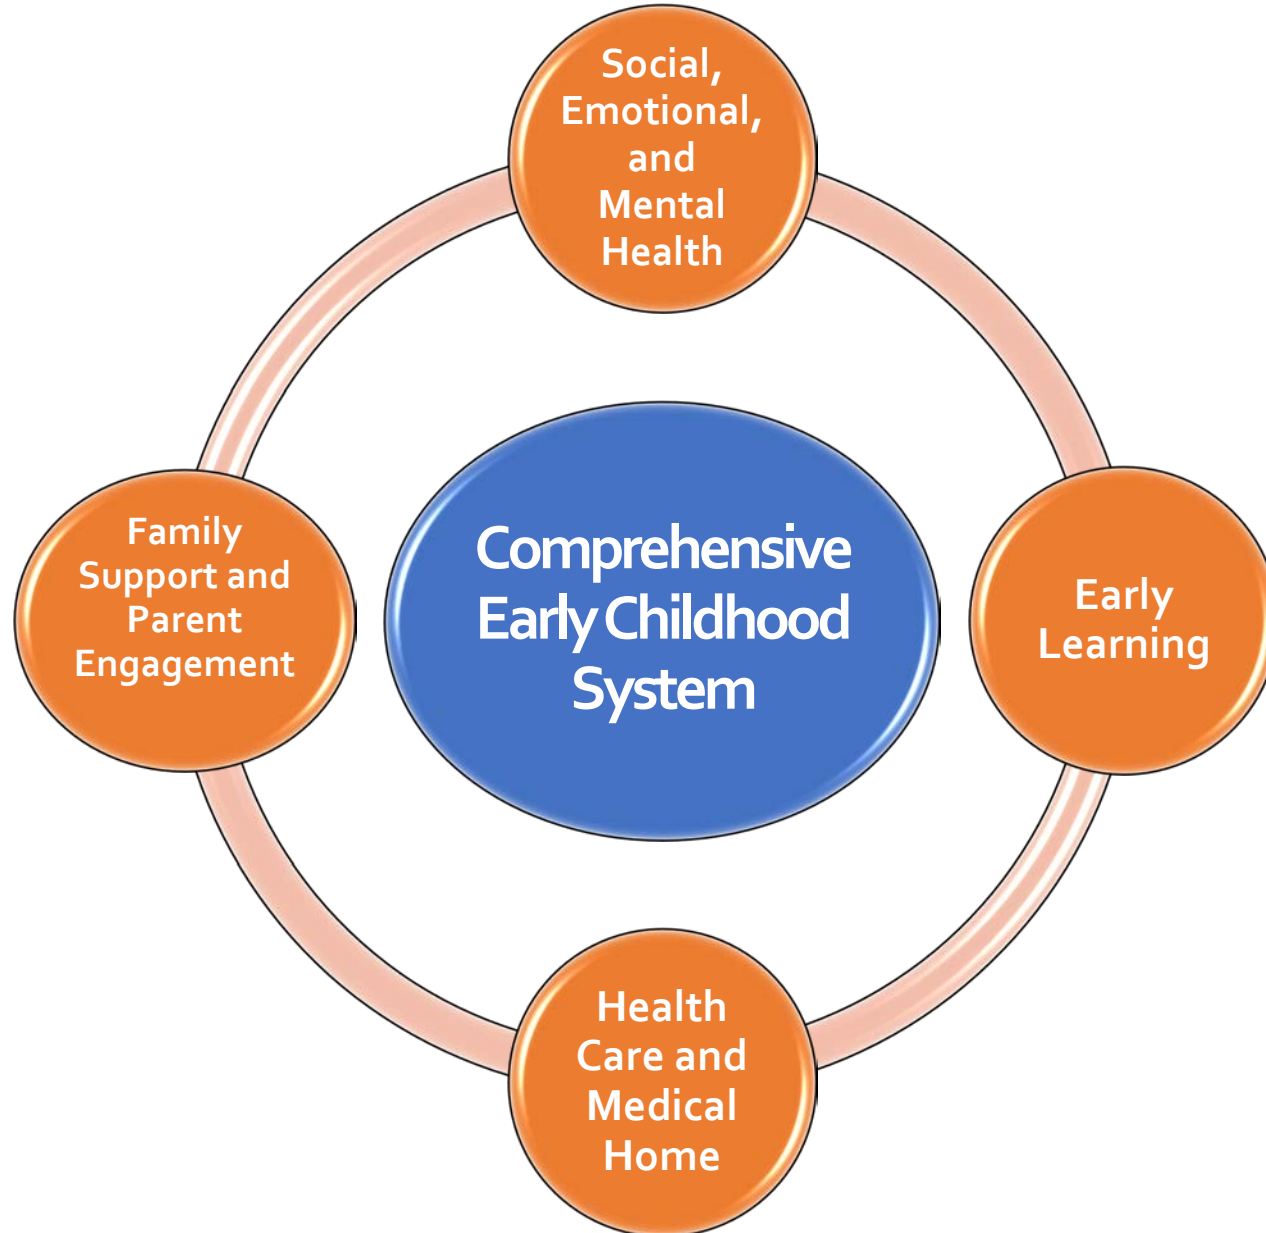 Social,
Emotional,
and
Mental
Health
Family
Support and
Parent
Engagement
Comprehensive
Early Childhood
System
Early
Learning
Health
Care and
Medical
Home